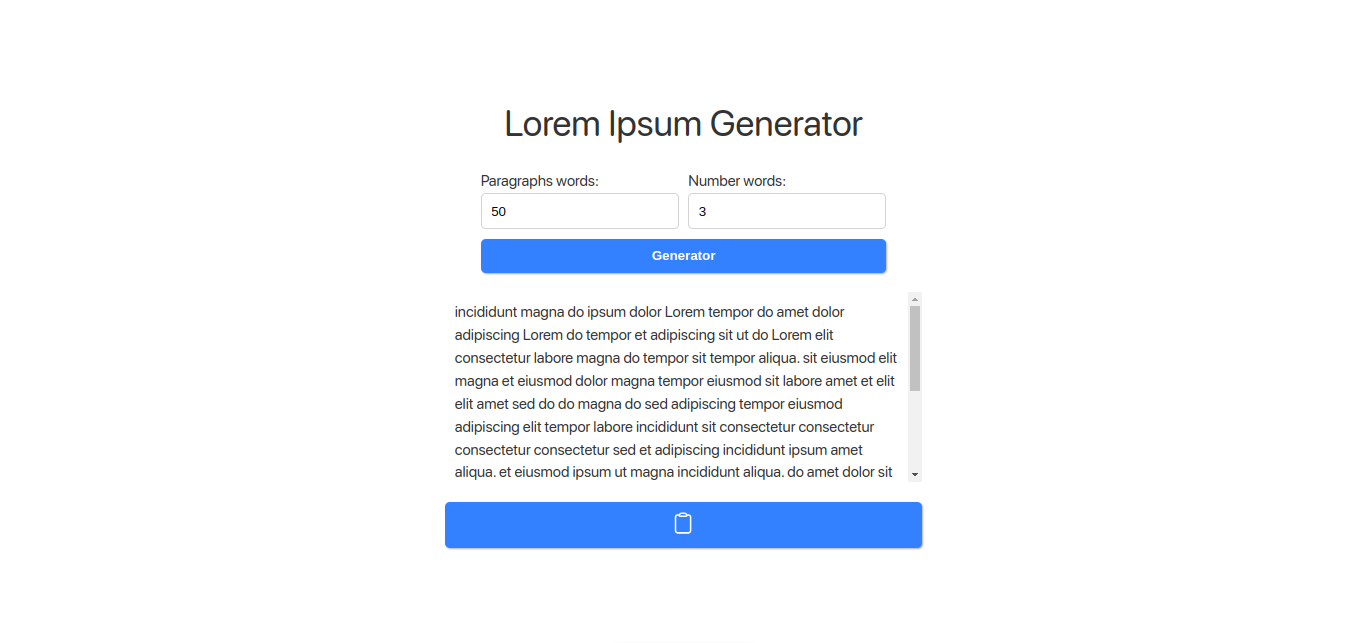 Lorem Ipsum Generator
Paragraphs words: Number words:
50 3
Generator
incididunt magna do ipsum dolor Lorem tempor do amet dolor
adipiscing Lorem do tempor et adipiscing sit ut do Lorem elit
consectetur labore magna do tempor sit tempor aliqua. sit eiusmod elit
magna et eiusmod dolor magna tempor eiusmod sit labore amet et elit
elit amet sed do do magna do sed adipiscing tempor eiusmod
adipiscing elit tempor labore incididunt sit consectetur consectetur
consectetur consectetur sed et adipiscing incididunt ipsum amet
aliqua. et eiusmod ipsum ut magna incididunt aliqua. do amet dolor sit